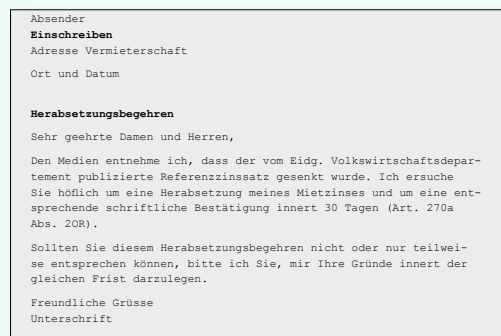 Absender
Einschreiben
Adresse Vermieterschaft
Ort und Datum
Herabsetzungsbegehren
Sehr geehrte Damen und Herren,
Den Medien entnehme ich, dass der vom Eidg. Volkswirtschaftsdepar-
tement publizierte Referenzzinssatz gesenkt wurde. Ich ersuche
Sie höflich um eine Herabsetzung meines Mietzinses und um eine ent-
sprechende schriftliche Bestätigung innert 30 Tagen (Art. 270a
Abs. 2OR).
Sollten Sie diesem Herabsetzungsbegehren nicht oder nur teilwei-
se entsprechen können, bitte ich Sie, mir Ihre Gründe innert der
gleichen Frist darzulegen.
Freundliche Grüsse
Unterschrift